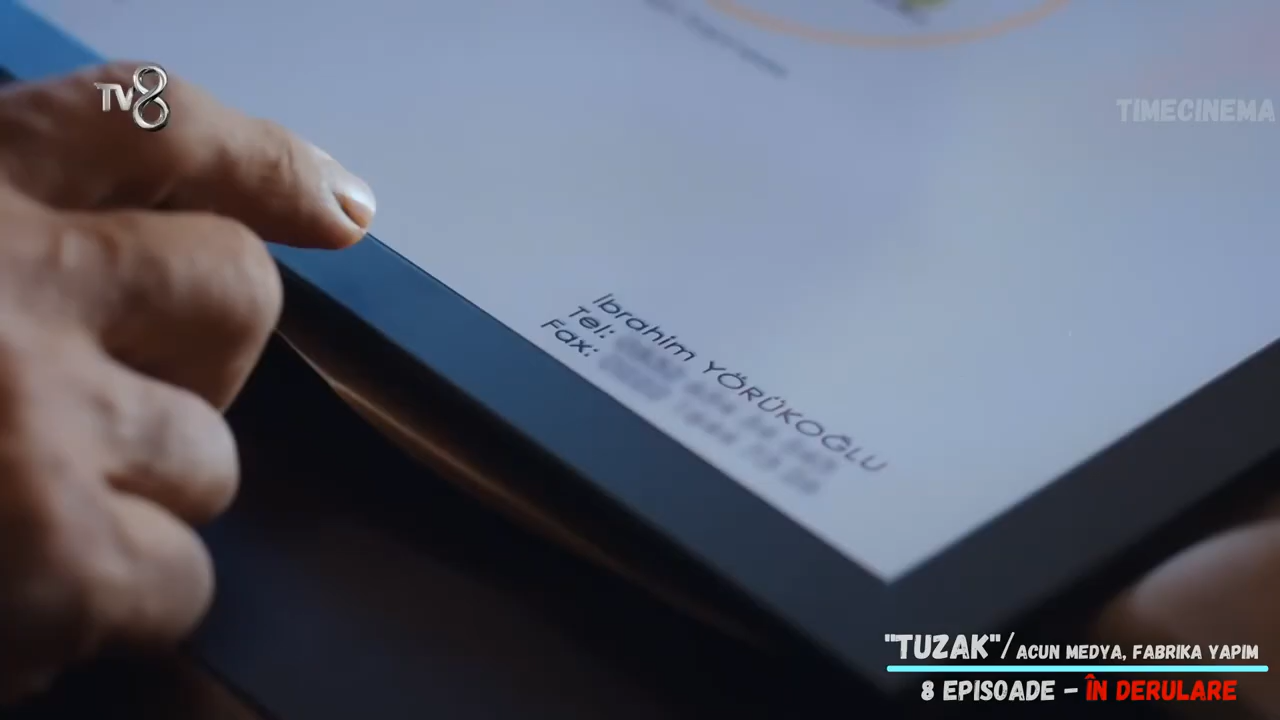 TV8
TIMECINEMA
İbrahim YÖRÜKOĞLU
Tel:
Fax:
"TUZAK"/ ACUN MEDYA, FABRIKA YAPIM
8 EPISOADE - ÎN DERULARE